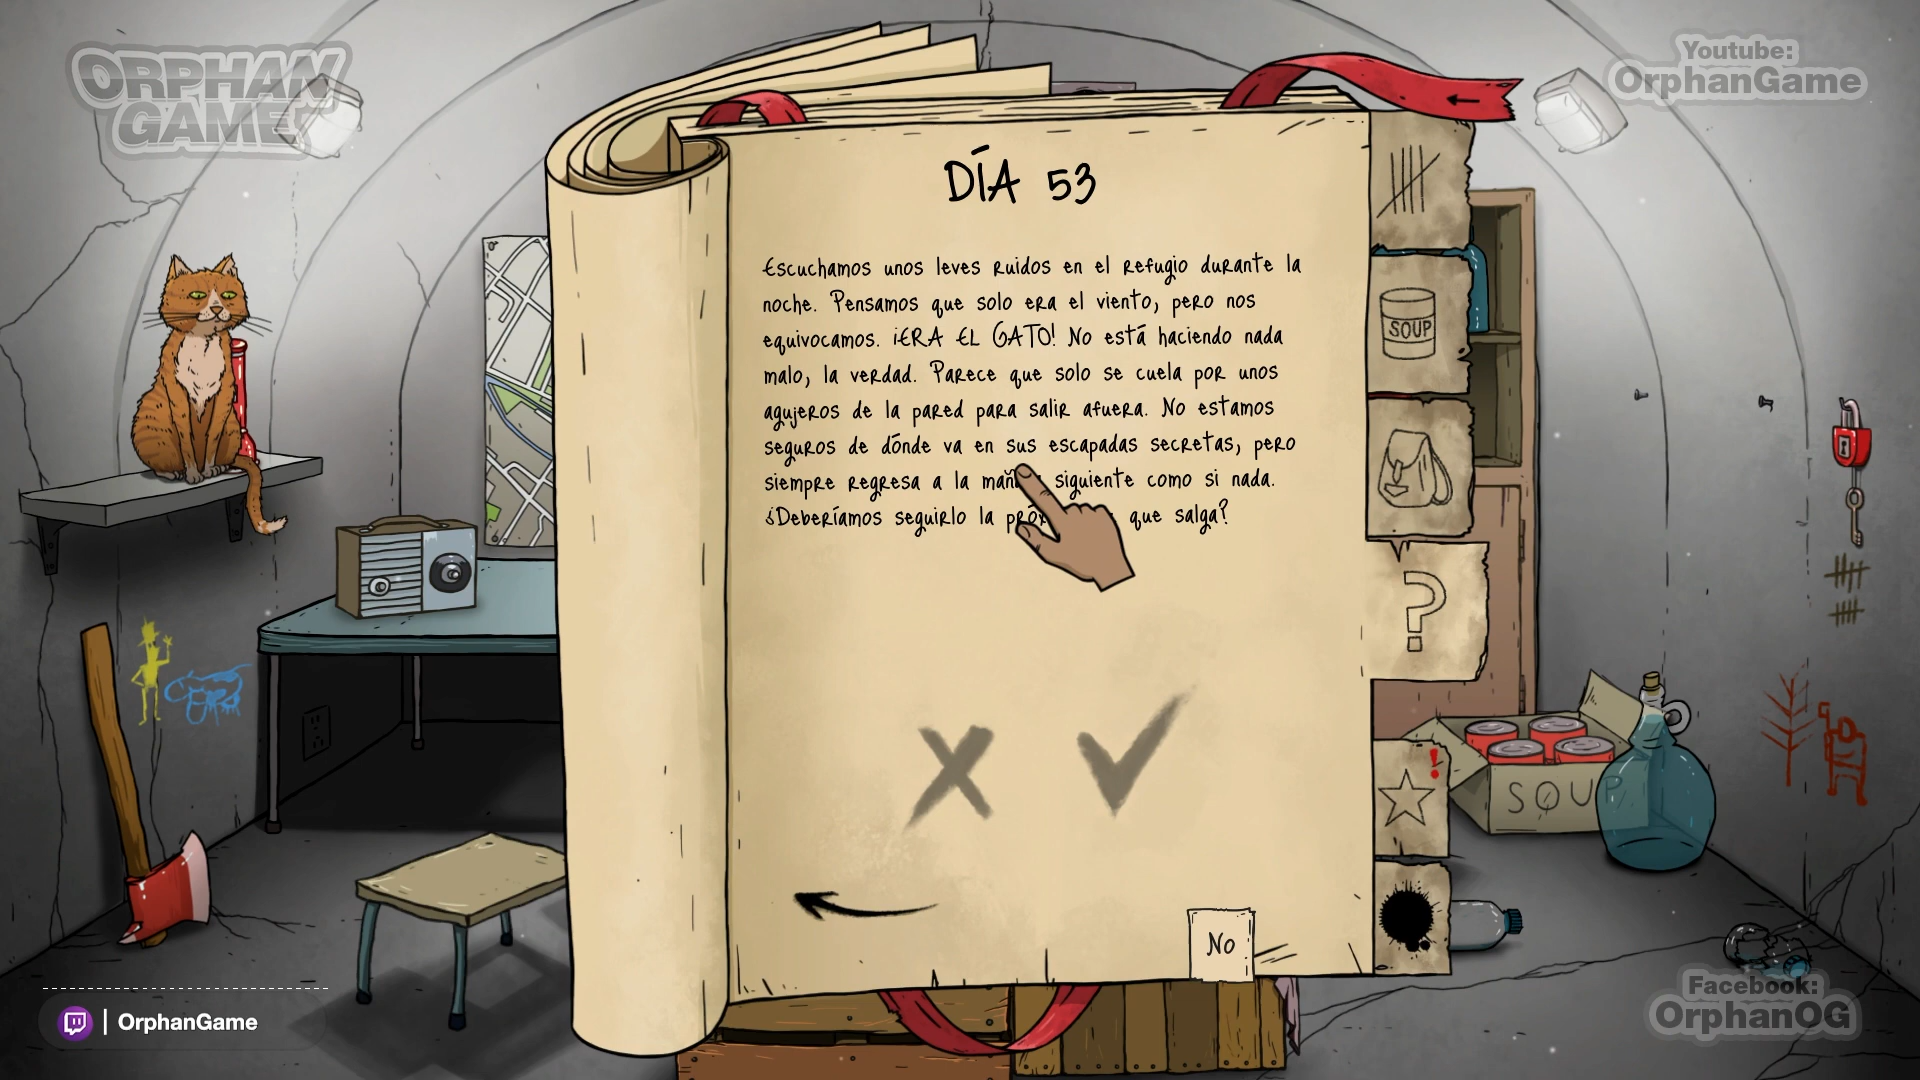 ORPHAN
GAME
Youtube:
OrphanGame
DÍA 53
Escuchamos unos leves ruidos en el refugio durante la
noche. Pensamos que solo era el viento, pero nos
equivocamos. ¡ERA EL GATO! No está haciendo nada
malo, la verdad. Parece que solo se cuela por unos
agujeros de la pared para salir afuera. No estamos
seguros de dónde va en sus escapadas secretas, pero
siempre regresa a la siguiente como si nada.
¿Deberíamos seguirlo la que salga?
SOUP
SOUP
No
OrphanGame
Facebook:
OrphanOG